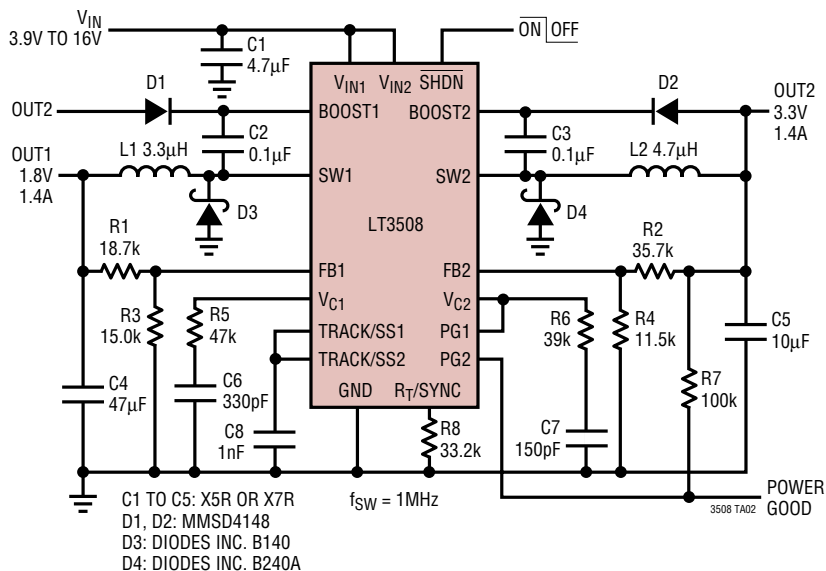 VIN
3.9V TO 16V
C1
4.7µF
ON OFF
VIN1
VIN2
SHDN
D1
D2
OUT2
BOOST1
BOOST2
OUT2
3.3V
1.4A
C2
0.1µF
C3
0.1µF
OUT1
1.8V
1.4A
L1 3.3µH
L2 4.7µH
SW1
SW2
D3
D4
LT3508
R1
18.7k
R2
35.7k
FB1
FB2
VC1
VC2
R3
15.0k
R5
47k
TRACK/SS1
PG1
TRACK/SS2
PG2
R6
39k
R4
11.5k
C5
10µF
C4
47µF
C6
330pF
GND
RT/SYNC
R7
100k
C8
1nF
R8
33.2k
C7
150pF
C1 TO C5: X5R OR X7R
D1, D2: MMSD4148
D3: DIODES INC. B140
D4: DIODES INC. B240A
fSW = 1MHz
3508 TA02
POWER
GOOD